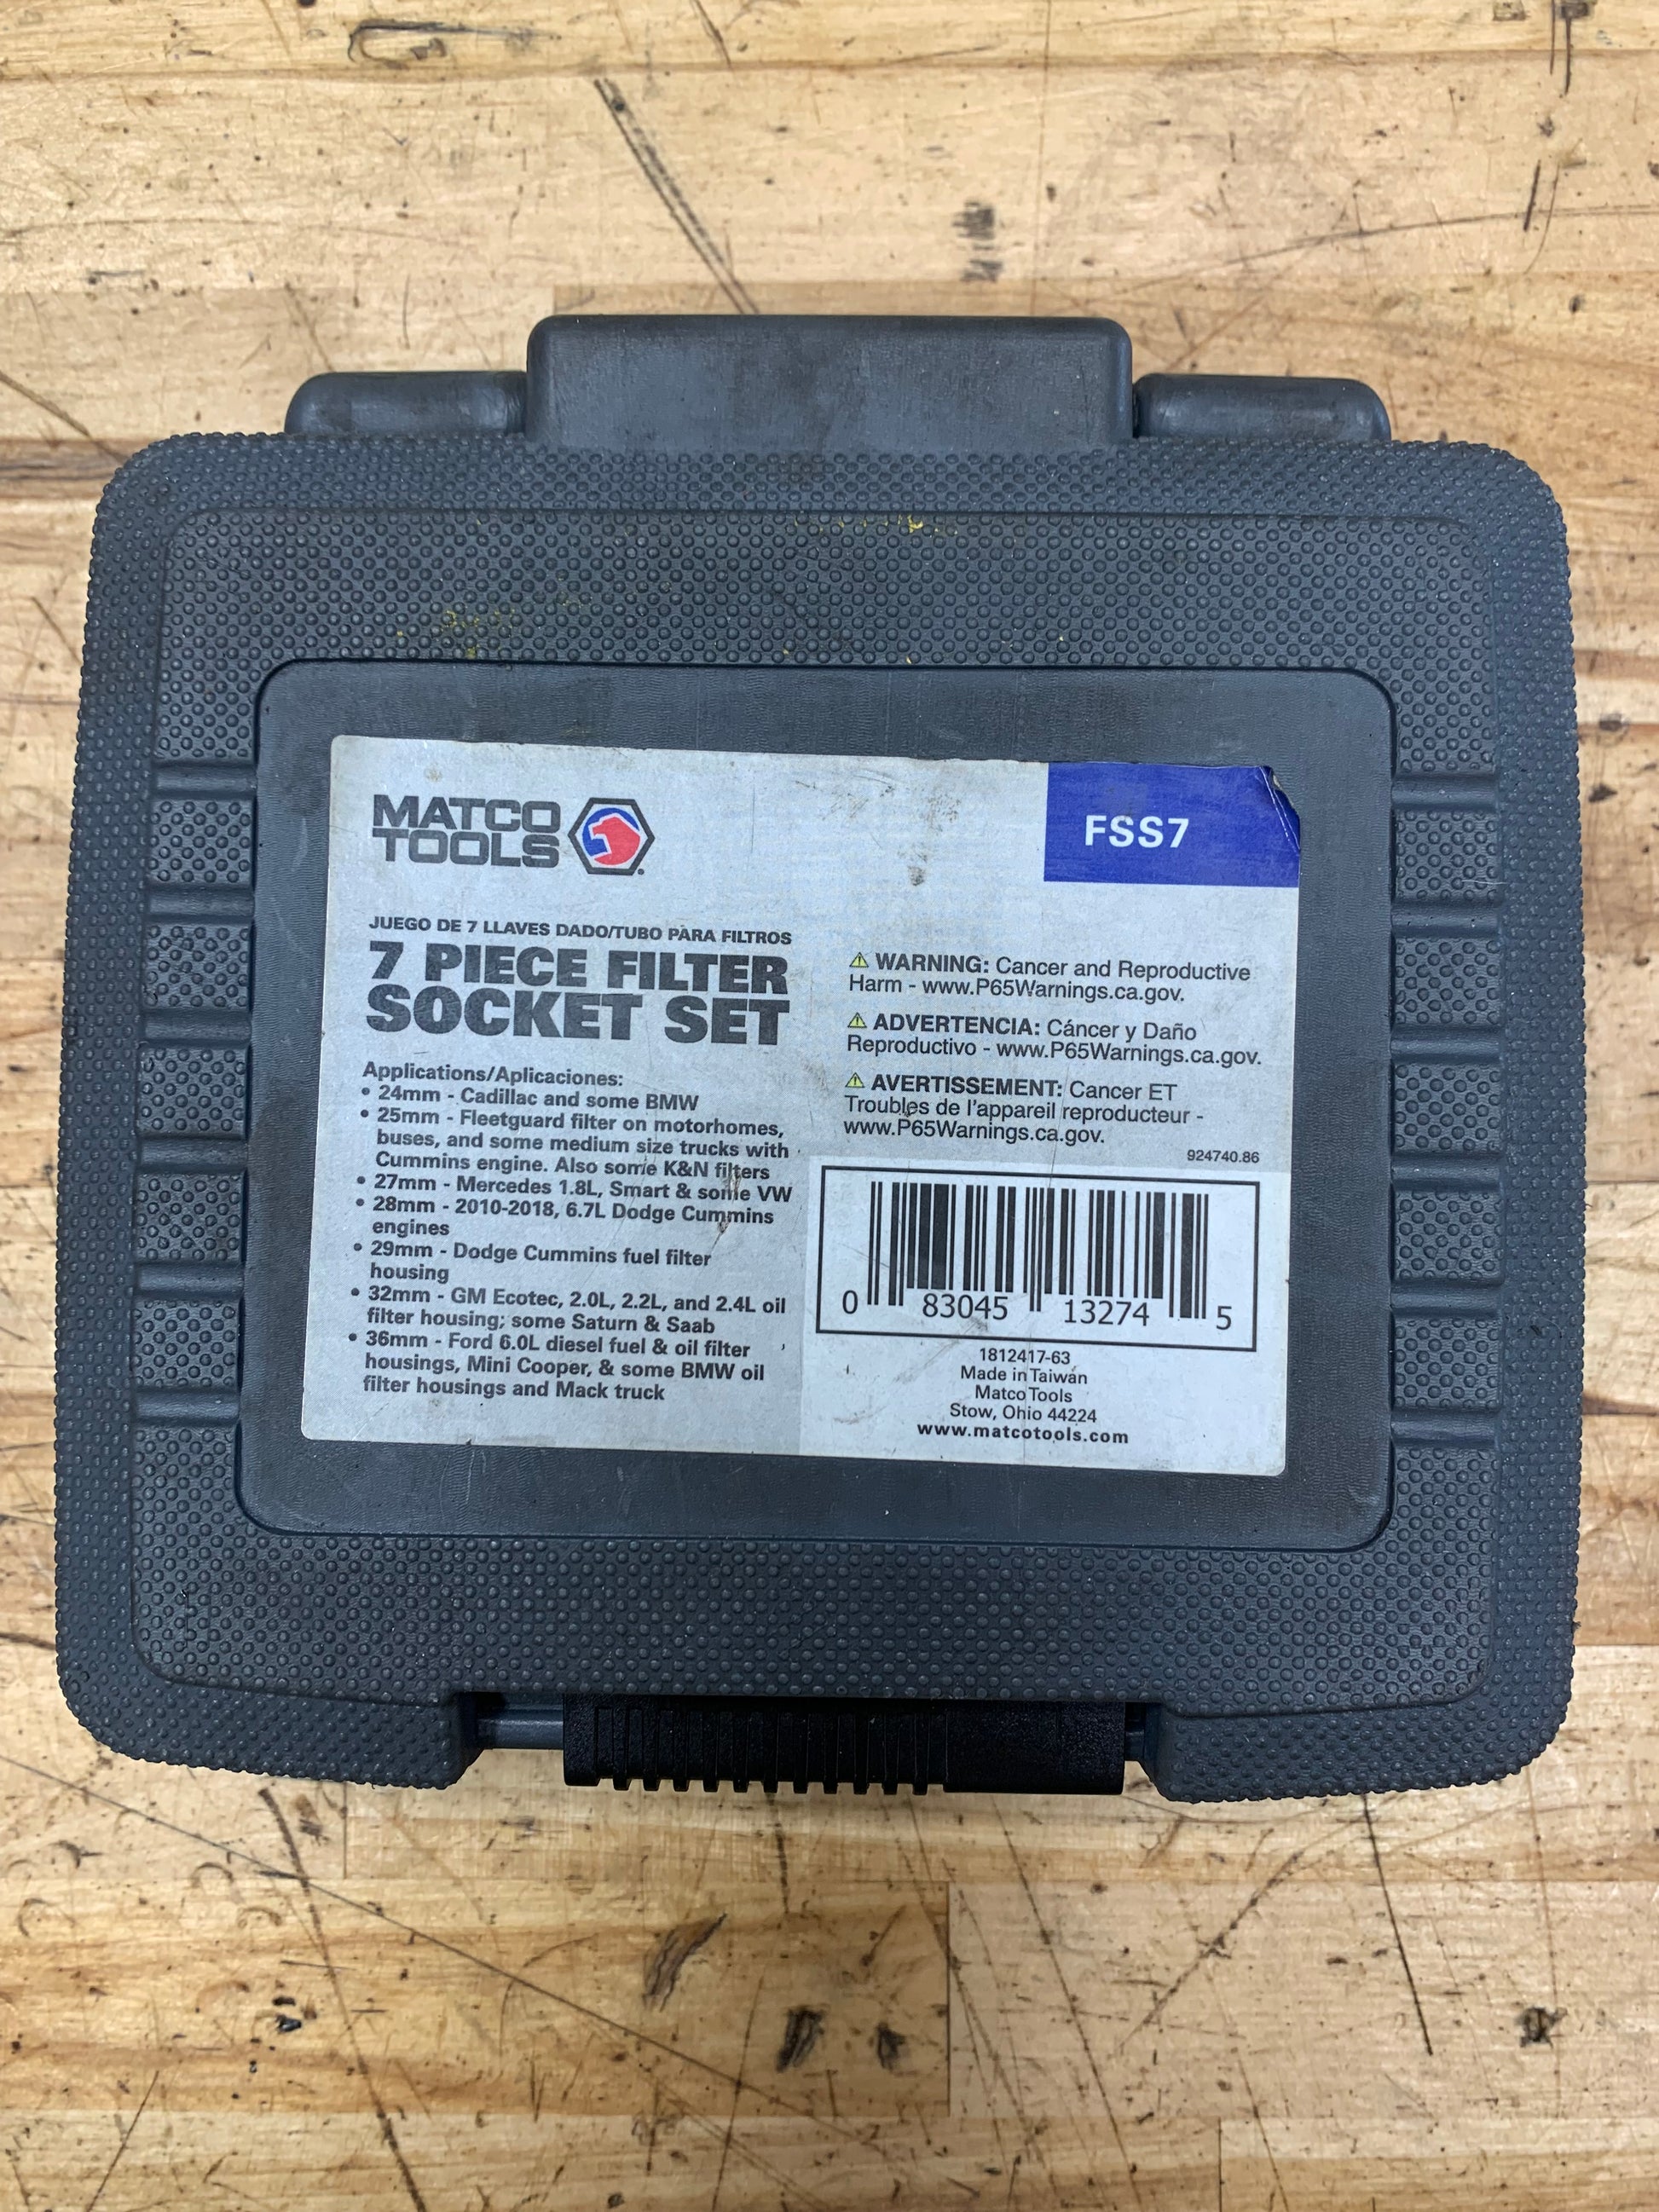 MATCO
TOOLS
FSS7
JUEGO DE 7 LLAVES DADO/TUBO PARA FILTROS
7 PIECE FILTER
SOCKET SET
Applications/Aplicaciones:
• 24mm - Cadillac and some BMW
• 25mm - Fleetguard filter on motorhomes,
buses, and some medium size trucks with
Cummins engine. Also some K&N filters
• 27mm - Mercedes 1.8L, Smart & some VW
• 28mm - 2010-2018, 6.7L Dodge Cummins
engines
• 29mm - Dodge Cummins fuel filter
housing
• 32mm - GM Ecotec, 2.0L, 2.2L, and 2.4L oil
filter housing; some Saturn & Saab
• 36mm - Ford 6.0L diesel fuel & oil filter
housings, Mini Cooper, & some BMW oil
filter housings and Mack truck
⚠ WARNING: Cancer and Reproductive
Harm - www.P65Warnings.ca.gov.
⚠ ADVERTENCIA: Cáncer y Daño
Reproductivo - www.P65Warnings.ca.gov.
⚠ AVERTISSEMENT: Cancer ET
Troubles de l'appareil reproducteur -
www.P65Warnings.ca.gov.
924740.86
0 83045 13274 5
1812417-63
Made in Taiwan
Matco Tools
Stow, Ohio 44224
www.matcotools.com